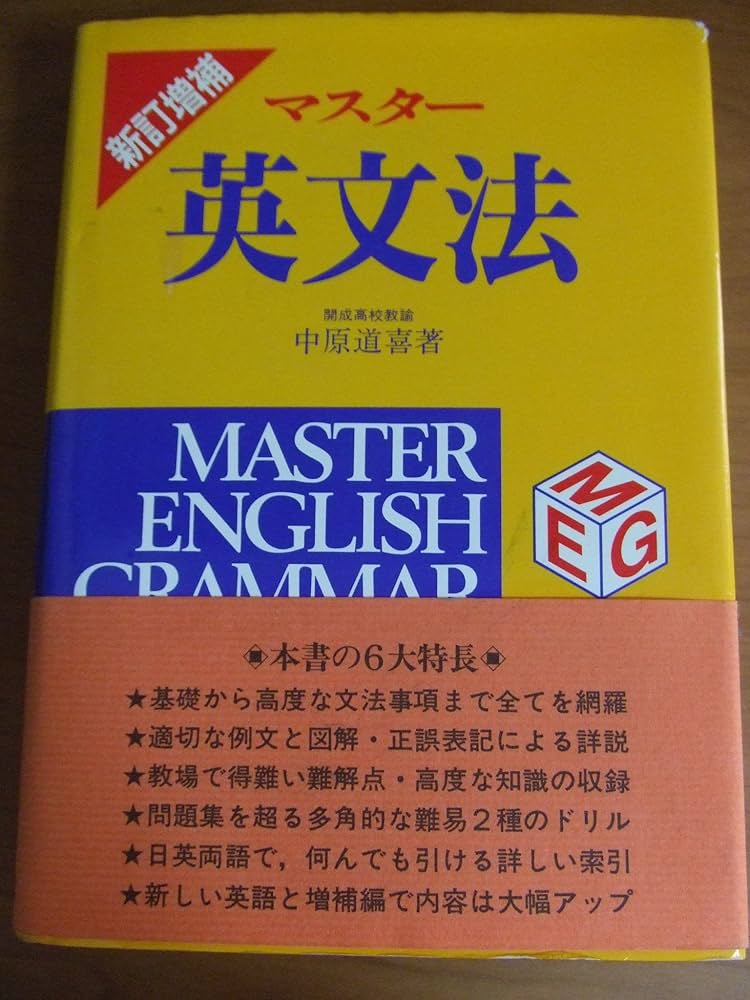 新訂増補
マスター
英文法
開成高校教諭
中原道喜著
MASTER
ENGLISH
GRAMMAR
M
E G
◈本書の6大特長◈
★基礎から高度な文法事項まで全てを網羅
★適切な例文と図解・正誤表記による詳説
★教場で得難い難解点・高度な知識の収録
★問題集を超る多角的な難易2種のドリル
★日英両語で，何んでも引ける詳しい索引
★新しい英語と増補編で内容は大幅アップ